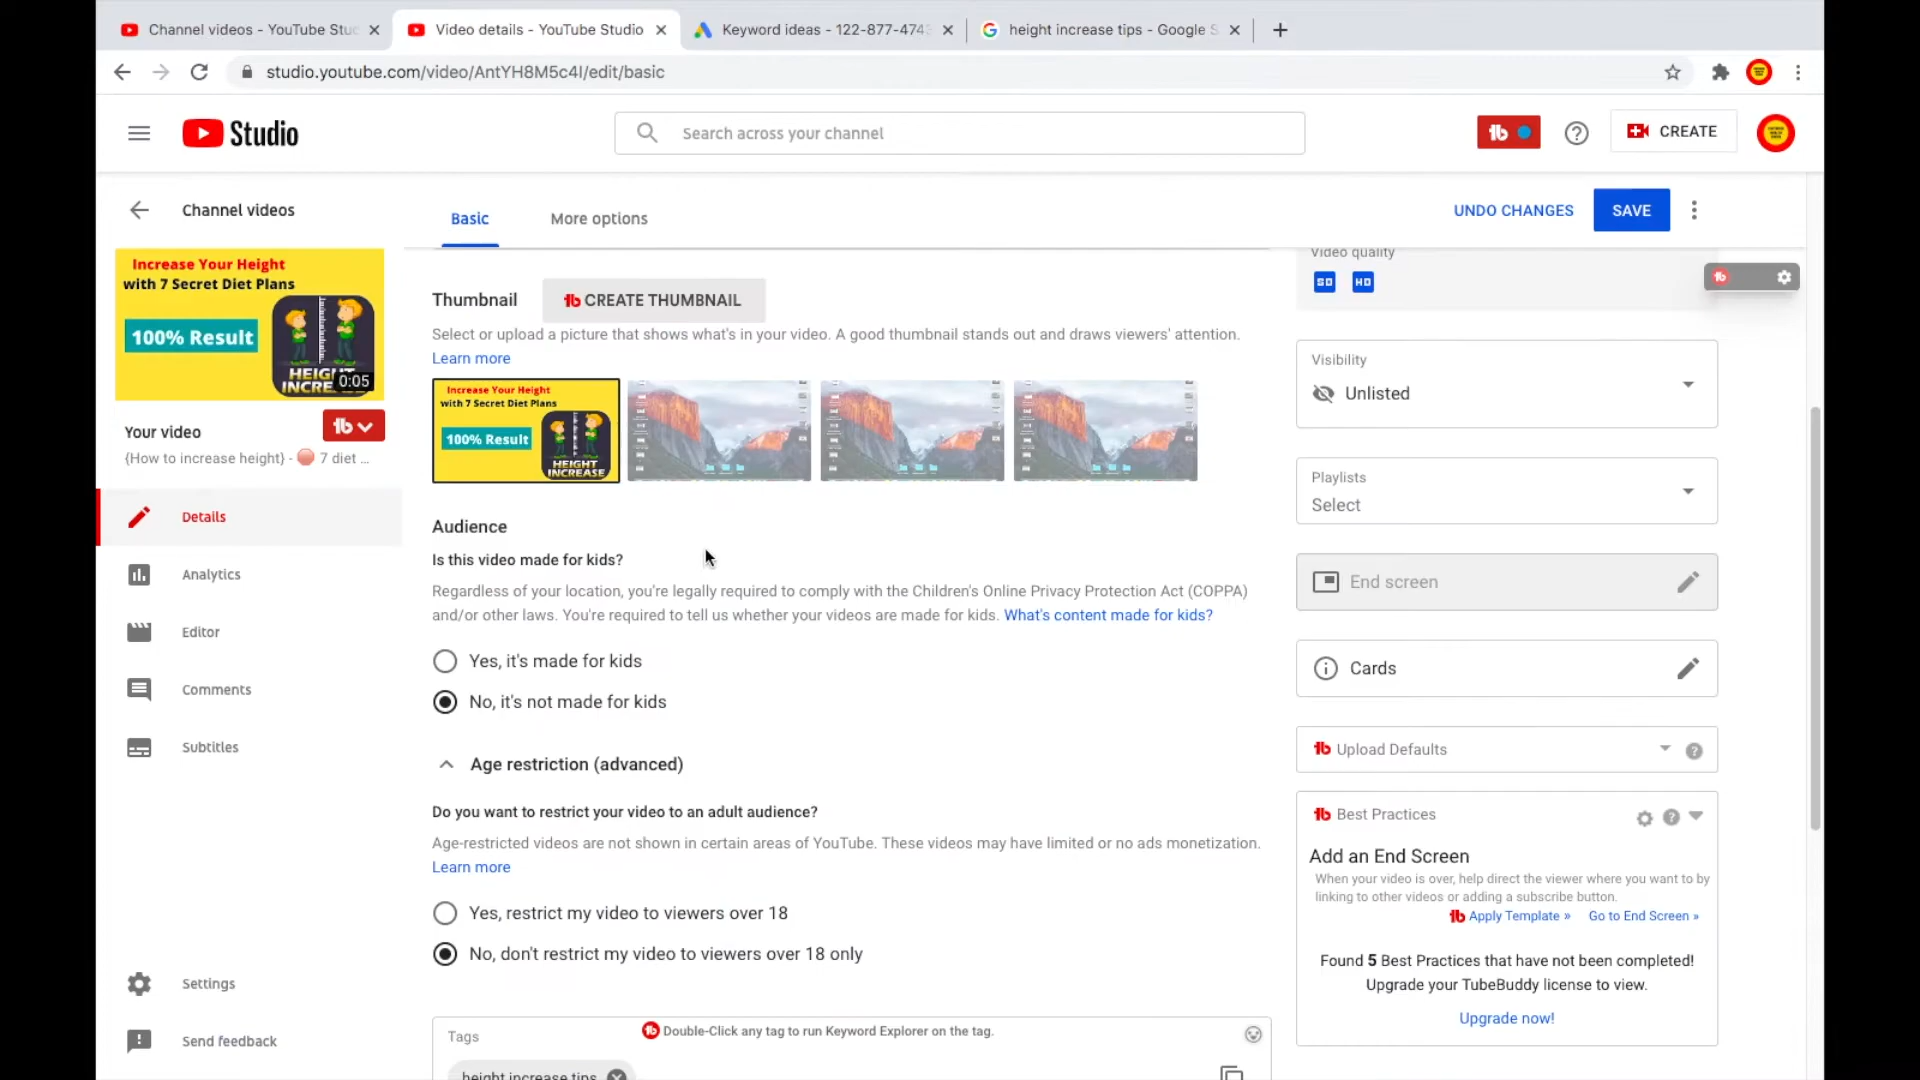 Channel videos - YouTube Stu
Video details - YouTube Studio
Keyword ideas - 122-877-474
height increase tips - Google S
studio.youtube.com/video/AntYH8M5c4I/edit/basic
Studio
Search across your channel
CREATE
Channel videos
Basic
More options
UNDO CHANGES
SAVE
Increase Your Height
with 7 Secret Diet Plans
100% Result
HEIGHT
INCREASE
0:05
Your video
{How to increase height} - 7 diet ...
Details
Analytics
Editor
Comments
Subtitles
Settings
Send feedback
Thumbnail
CREATE THUMBNAIL
Select or upload a picture that shows what's in your video. A good thumbnail stands out and draws viewers' attention.
Learn more
Increase Your Height
with 7 Secret Diet Plans
100% Result
HEIGHT
INCREASE
Audience
Is this video made for kids?
Regardless of your location, you're legally required to comply with the Children's Online Privacy Protection Act (COPPA)
and/or other laws. You're required to tell us whether your videos are made for kids. What's content made for kids?
Yes, it's made for kids
No, it's not made for kids
Age restriction (advanced)
Do you want to restrict your video to an adult audience?
Age-restricted videos are not shown in certain areas of YouTube. These videos may have limited or no ads monetization.
Learn more
Yes, restrict my video to viewers over 18
No, don't restrict my video to viewers over 18 only
Tags
Double-Click any tag to run Keyword Explorer on the tag.
height increase tips
Video quality
SD HD
Visibility
Unlisted
Playlists
Select
End screen
Cards
Upload Defaults
Best Practices
Add an End Screen
When your video is over, help direct the viewer where you want to by
linking to other videos or adding a subscribe button.
Apply Template » Go to End Screen »
Found 5 Best Practices that have not been completed!
Upgrade your TubeBuddy license to view.
Upgrade now!